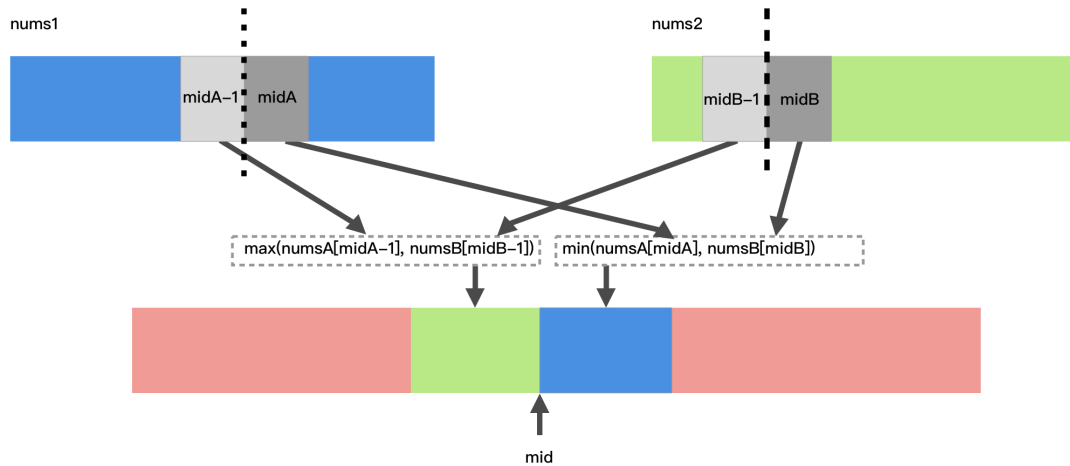 nums1
nums2
midA-1
midA
midB-1
midB
max(numsA[midA-1], numsB[midB-1])
min(numsA[midA], numsB[midB])
mid